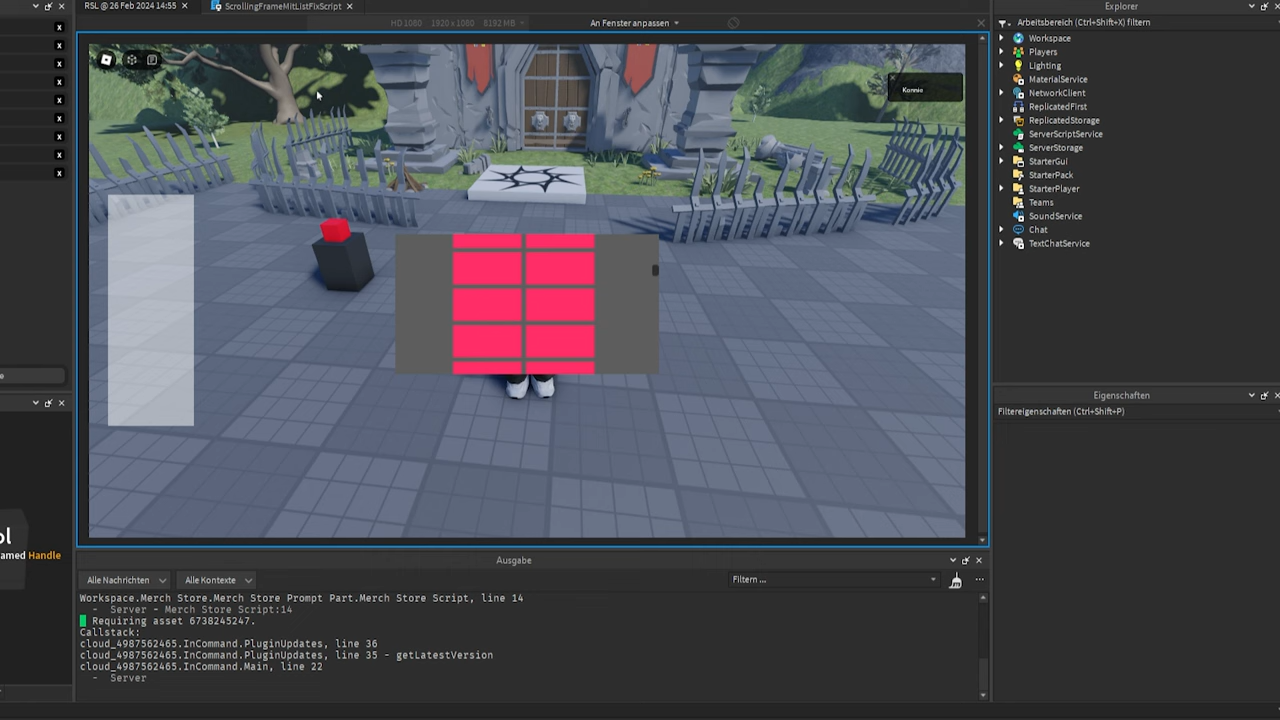 RSL @ 26 Feb 2024 14:55 × ScrollingFrameMitListFixScript ×
HD 1080 1920 x 1080 8192 MB An Fenster anpassen
Konnie
amed Handle
Ausgabe
Alle Nachrichten Alle Kontexte Filtern ...
Workspace.Merch Store.Merch Store Prompt Part.Merch Store Script, line 14
- Server - Merch Store Script:14
Requiring asset 6738245247.
Callstack:
cloud_4987562465.InCommand.PluginUpdates, line 36
cloud_4987562465.InCommand.PluginUpdates, line 35 - getLatestVersion
cloud_4987562465.InCommand.Main, line 22
- Server
Explorer
Arbeitsbereich (Ctrl+Shift+X) filtern
Workspace
Players
Lighting
MaterialService
NetworkClient
ReplicatedFirst
ReplicatedStorage
ServerScriptService
ServerStorage
StarterGui
StarterPack
StarterPlayer
Teams
SoundService
Chat
TextChatService
Eigenschaften
Filtereigenschaften (Ctrl+Shift+P)